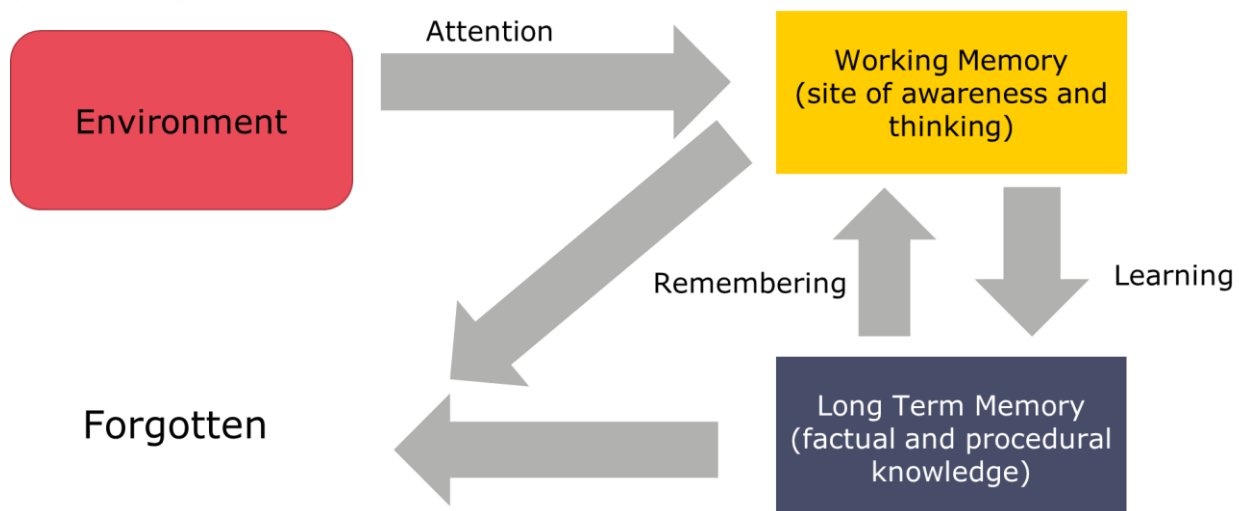 Attention
Environment
Working Memory
(site of awareness and
thinking)
Remembering
Learning
Forgotten
Long Term Memory
(factual and procedural
knowledge)